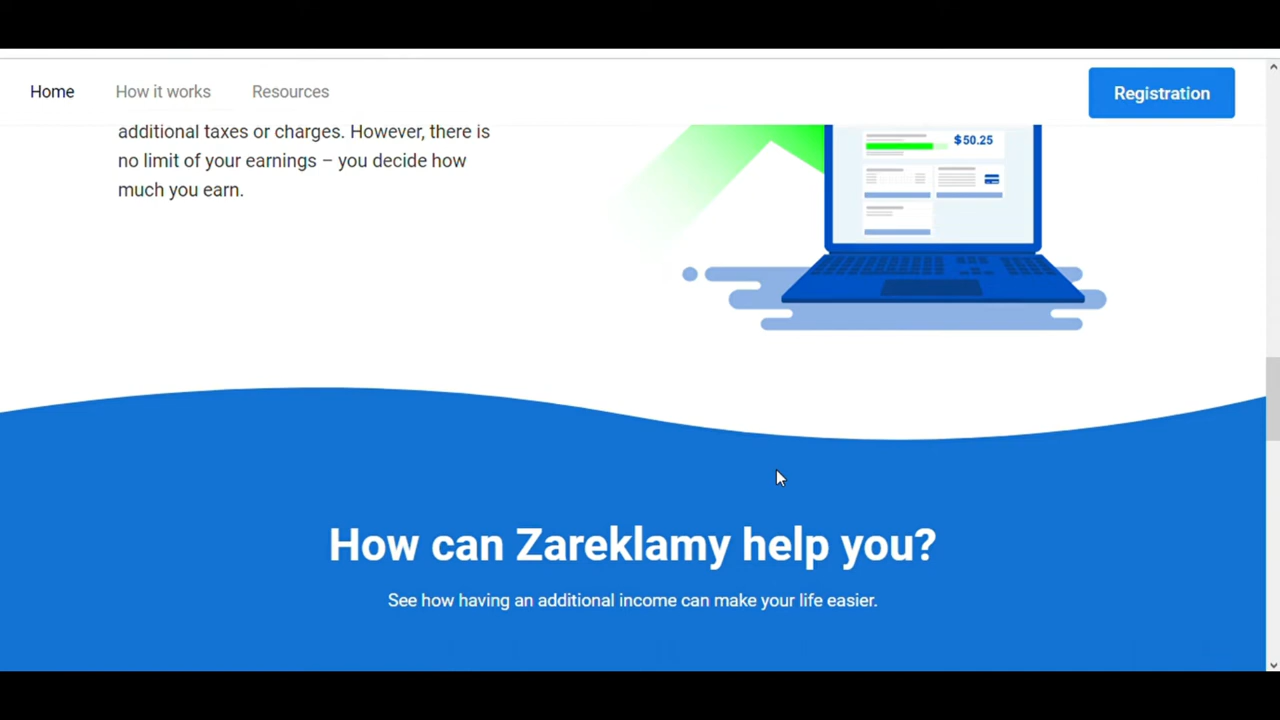 Home
How it works
Resources
Registration
additional taxes or charges. However, there is
no limit of your earnings – you decide how
much you earn.
$50.25
How can Zareklamy help you?
See how having an additional income can make your life easier.